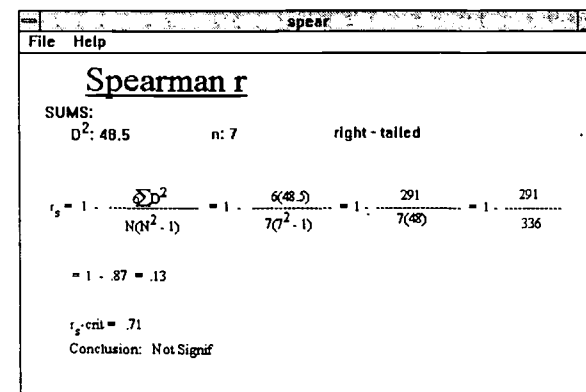 spear
File Help
Spearman r
SUMS:
D²: 48.5 n: 7 right - tailed
rₛ = 1 - 6∑D² / N(N² - 1) = 1 - 6(48.5) / 7(7² - 1) = 1 - 291 / 7(48) = 1 - 291 / 336
= 1 - .87 = .13
rₛ-crit = .71
Conclusion: Not Signif